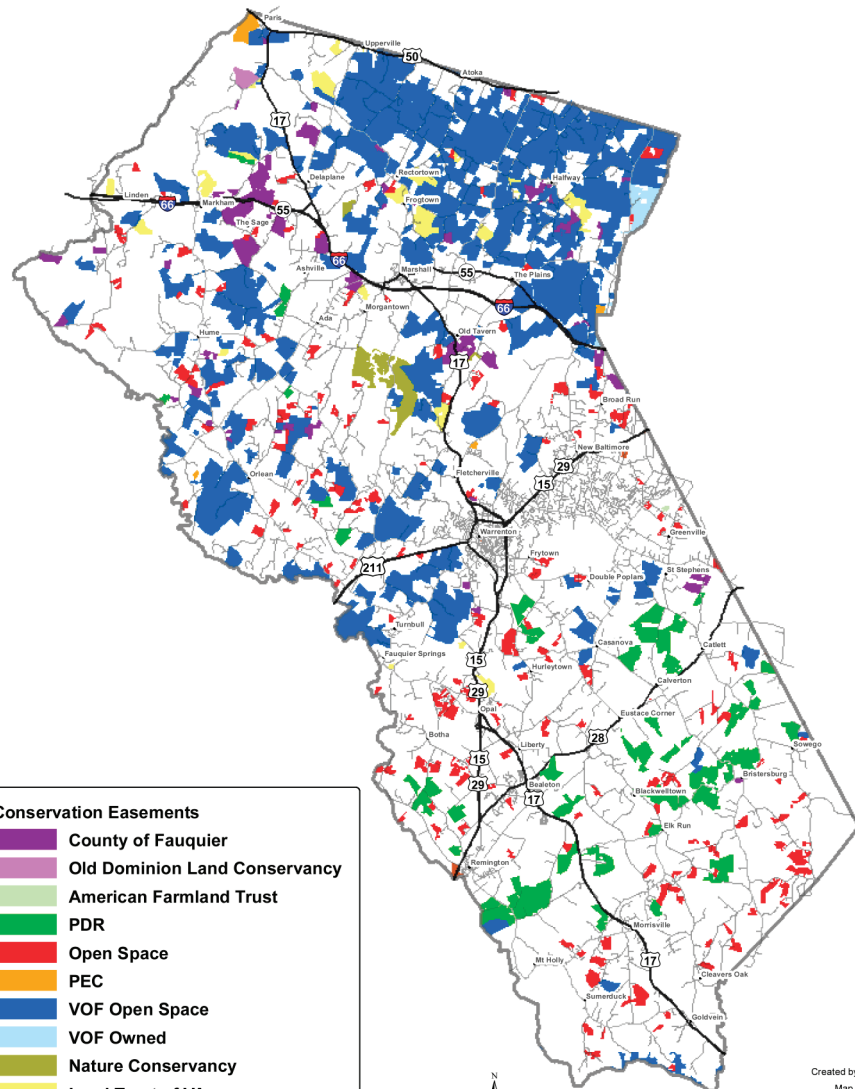 Paris
Upperville
50
Atoka
17
Delaplane
Rectortown
Halfway
Linden
66
Markham
Frogtown
55
The Sage
66
Ashville
Marshall
55
The Plains
66
Morgantown
Ada
Hume
Old Tavern
17
Broad Run
New Baltimore
29
15
Orlean
Fletcherville
Warrenton
Greenville
Frytown
211
Double Poplars
St Stephens
Turnbull
Casanova
Catlett
Fauquier Springs
15
Hurleytown
Calverton
29
Opal
Eustace Corner
Botha
28
Liberty
Sowego
15
29
Bealeton
Bristersburg
17
Blackwelltown
Elk Run
Remington
Morrisville
Mt Holly
17
Cleavers Oak
Sumerduck
Goldvein
Conservation Easements
County of Fauquier
Old Dominion Land Conservancy
American Farmland Trust
PDR
Open Space
PEC
VOF Open Space
VOF Owned
Nature Conservancy
N
Created by